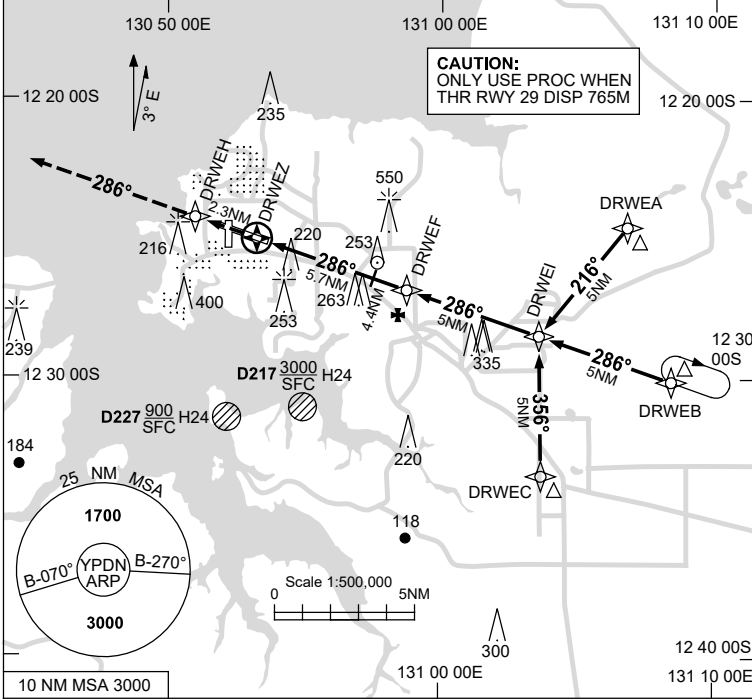 130 50 00E
131 00 00E
131 10 00E
CAUTION:
ONLY USE PROC WHEN
THR RWY 29 DISP 765M
12 20 00S
12 20 00S
3° E
235
DRWEH
DRWEZ
550
286°
2.3NM
DRWEF
DRWEA
216
220
253
286°
5.7NM
263
4.4NM
400
253
286°
5NM
DRWEI
216°
5NM
335
239
286°
5NM
12 30
00S
12 30 00S
D217 3000 H24
SFC
D227 900 H24
SFC
DRWEB
356°
5NM
184
220
DRWEC
25 NM MSA
1700
118
B-070°
YPDN
ARP
B-270°
Scale 1:500,000
0
5NM
3000
300
12 40 00S
10 NM MSA 3000
131 00 00E
131 10 00E